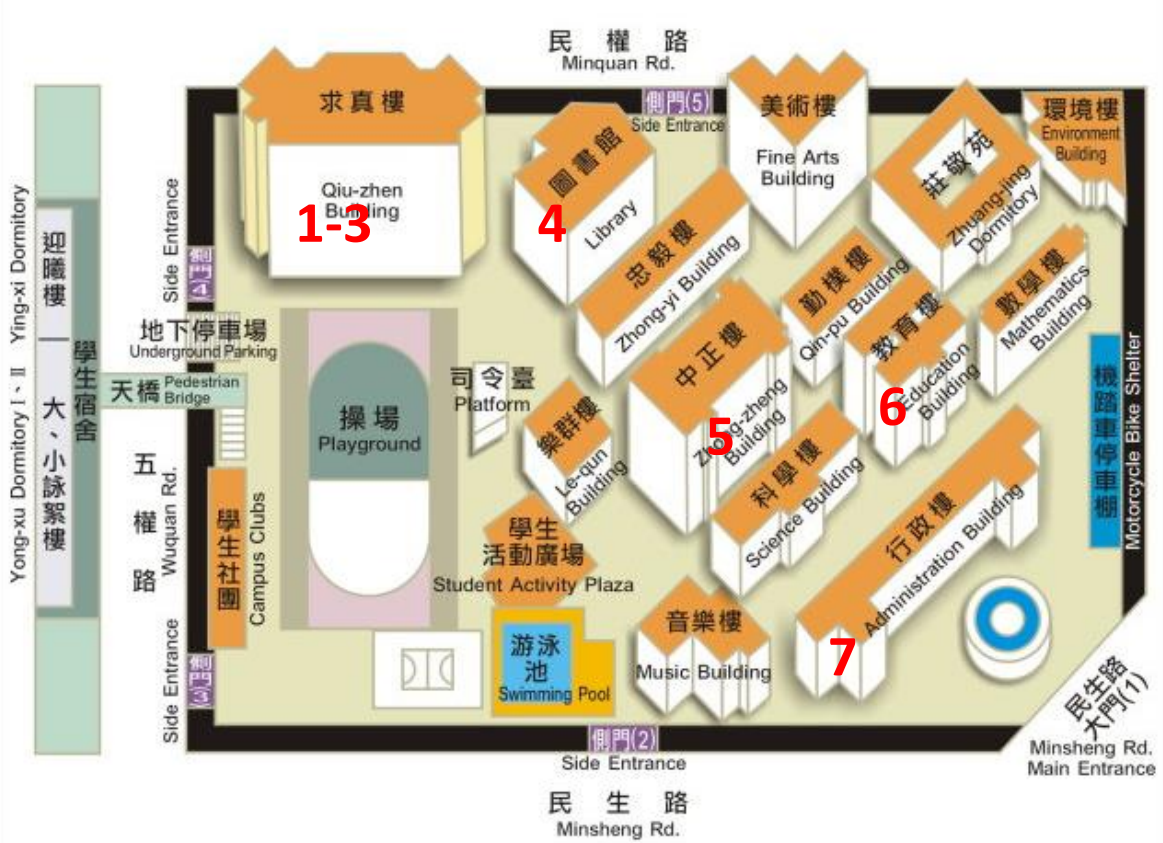 民 權 路
Minquan Rd.
求真樓
Qiu-zhen
Building
1-3
圖書館
Library
4
側門(5)
Side Entrance
美術樓
Fine Arts
Building
莊敬苑
Zhuang-jing
Dormitory
環境樓
Environment
Building
忠毅樓
Zhong-yi Building
勤樸樓
Qin-pu Building
數學樓
Mathematics
Building
教育樓
Education
Building
6
中正樓
Zhong-zheng
Building
5
Side Entrance
側門(4)
地下停車場
Underground Parking
天橋
Pedestrian
Bridge
迎曦樓
Ying-xi Dormitory
大、小詠絮樓
Yong-xu Dormitory I、II
學生宿舍
五權路
Wuquan Rd.
操場
Playground
司令臺
Platform
樂群樓
Le-qun
Building
科學樓
Science Building
行政樓
Administration Building
7
機踏車停車棚
Motorcycle Bike Shelter
學生社團
Campus Clubs
學生
活動廣場
Student Activity Plaza
游泳
池
Swimming Pool
音樂樓
Music Building
Side Entrance
側門(3)
側門(2)
Side Entrance
民生路
大門(1)
Minsheng Rd.
Main Entrance
民 生 路
Minsheng Rd.